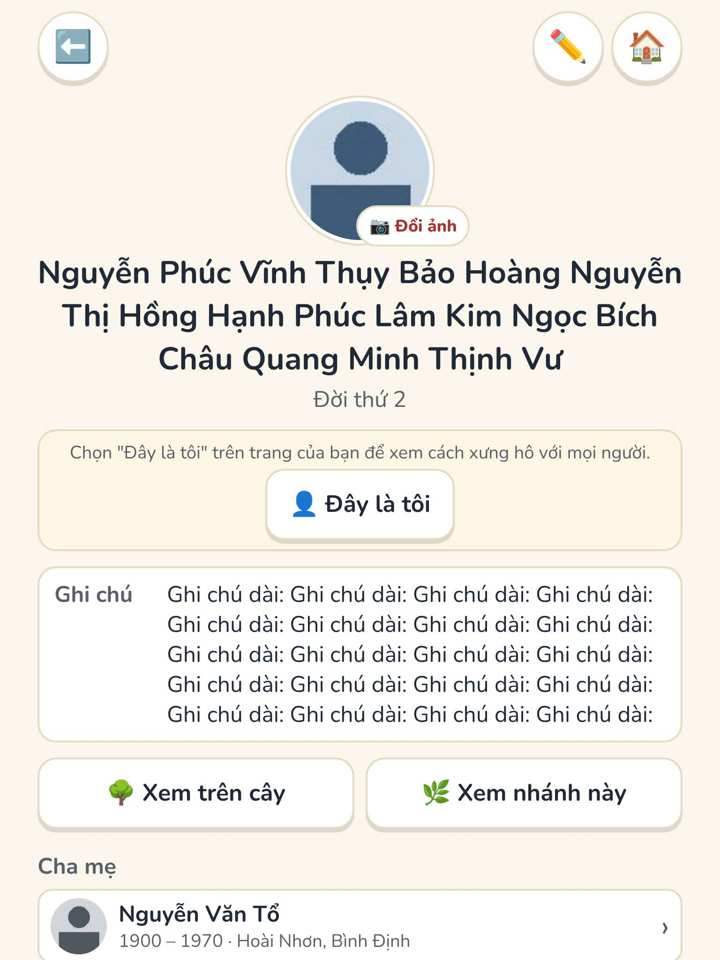 Đổi ảnh
Nguyễn Phúc Vĩnh Thụy Bảo Hoàng Nguyễn
Thị Hồng Hạnh Phúc Lâm Kim Ngọc Bích
Châu Quang Minh Thịnh Vư
Đời thứ 2
Chọn "Đây là tôi" trên trang của bạn để xem cách xưng hô với mọi người.
Đây là tôi
Ghi chú
Ghi chú dài: Ghi chú dài: Ghi chú dài: Ghi chú dài:
Ghi chú dài: Ghi chú dài: Ghi chú dài: Ghi chú dài:
Ghi chú dài: Ghi chú dài: Ghi chú dài: Ghi chú dài:
Ghi chú dài: Ghi chú dài: Ghi chú dài: Ghi chú dài:
Ghi chú dài: Ghi chú dài: Ghi chú dài: Ghi chú dài:
Xem trên cây
Xem nhánh này
Cha mẹ
Nguyễn Văn Tổ
1900 – 1970 · Hoài Nhơn, Bình Định